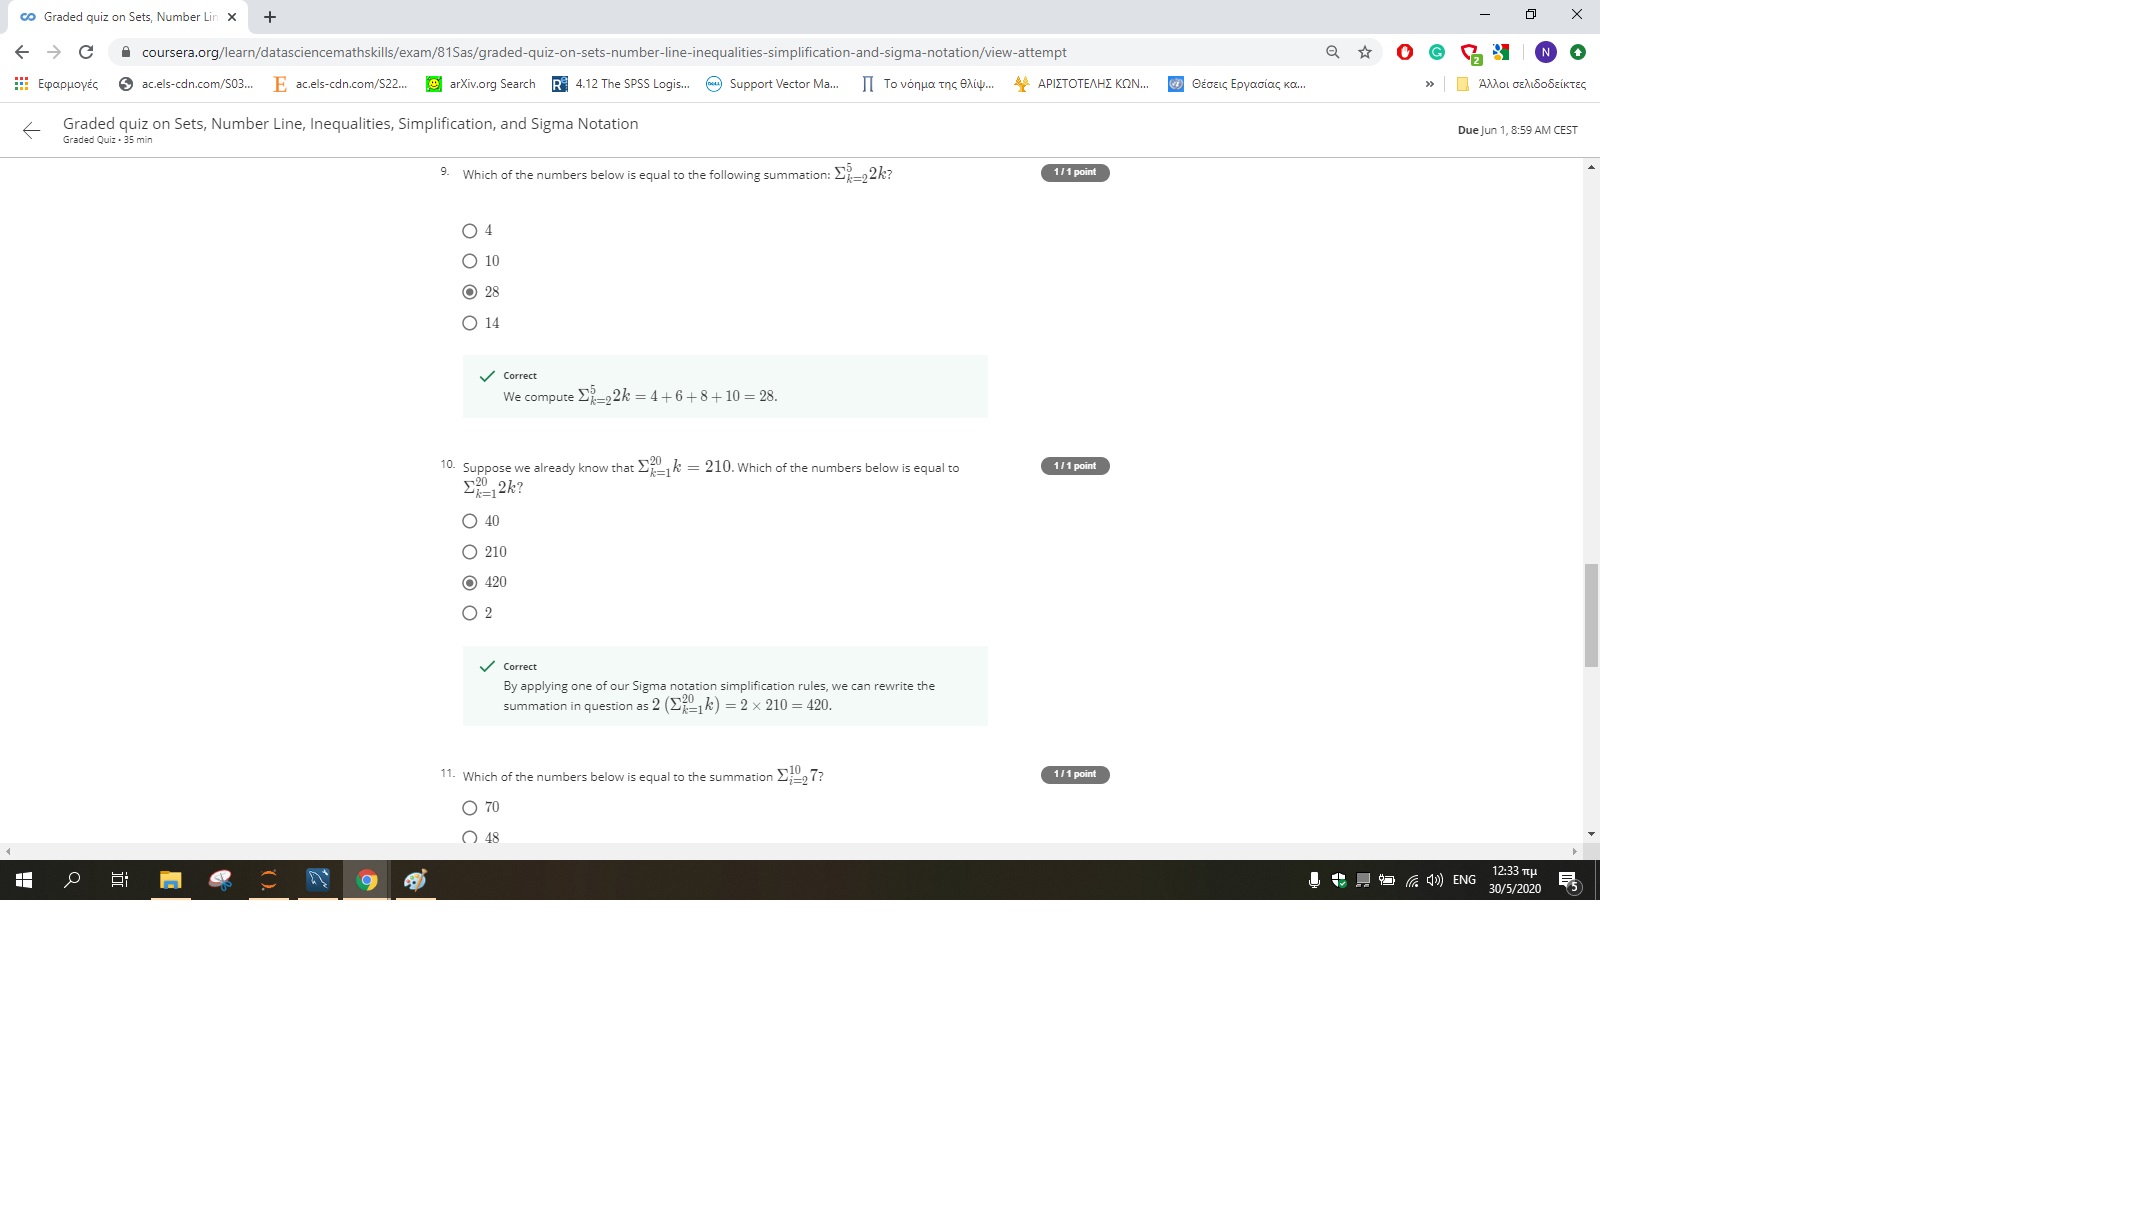 Graded quiz on Sets, Number Lin
coursera.org/learn/datasciencemathskills/exam/81Sas/graded-quiz-on-sets-number-line-inequalities-simplification-and-sigma-notation/view-attempt
Εφαρμογές ac.els-cdn.com/S03... ac.els-cdn.com/S22... arXiv.org Search 4.12 The SPSS Logis... Support Vector Ma... Το νόημα της θλίψ... ΑΡΙΣΤΟΤΕΛΗΣ ΚΩΝ... Θέσεις Εργασίας κα... » Άλλοι σελιδοδείκτες
Graded quiz on Sets, Number Line, Inequalities, Simplification, and Sigma Notation
Graded Quiz • 35 min
Due Jun 1, 8:59 AM CEST
9. Which of the numbers below is equal to the following summation: $\Sigma_{k=2}^{5} 2k$?
1 / 1 point
4
10
28
14
Correct
We compute $\Sigma_{k=2}^{5} 2k = 4 + 6 + 8 + 10 = 28.$
10. Suppose we already know that $\Sigma_{k=1}^{20} k = 210$. Which of the numbers below is equal to
$\Sigma_{k=1}^{20} 2k$?
1 / 1 point
40
210
420
2
Correct
By applying one of our Sigma notation simplification rules, we can rewrite the
summation in question as $2 \left(\Sigma_{k=1}^{20} k\right) = 2 \times 210 = 420.$
11. Which of the numbers below is equal to the summation $\Sigma_{i=2}^{10} 7$?
1 / 1 point
70
48
ENG
12:33 πμ
30/5/2020
5